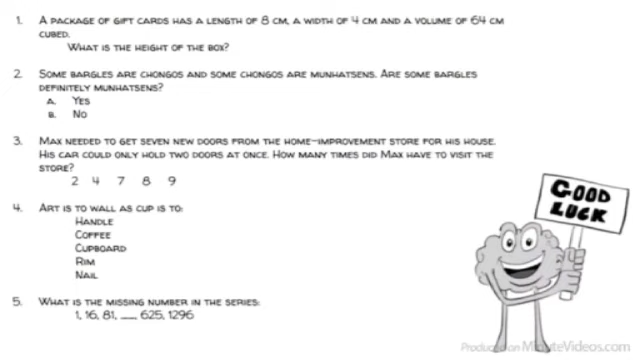 1. A package of gift cards has a length of 8 cm, a width of 4 cm and a volume of 64 cm
cubed.
What is the height of the box?
2. Some bargles are chongos and some chongos are munhatsens. Are some bargles
definitely munhatsens?
A. Yes
B. No
3. Max needed to get seven new doors from the home-improvement store for his house.
His car could only hold two doors at once. How many times did Max have to visit the
store?
2 4 7 8 9
4. Art is to wall as cup is to:
Handle
Coffee
Cupboard
Rim
Nail
5. What is the missing number in the series:
1, 16, 81, ___ 625, 1296
GOOD
LUCK
Produced on MinuteVideos.com